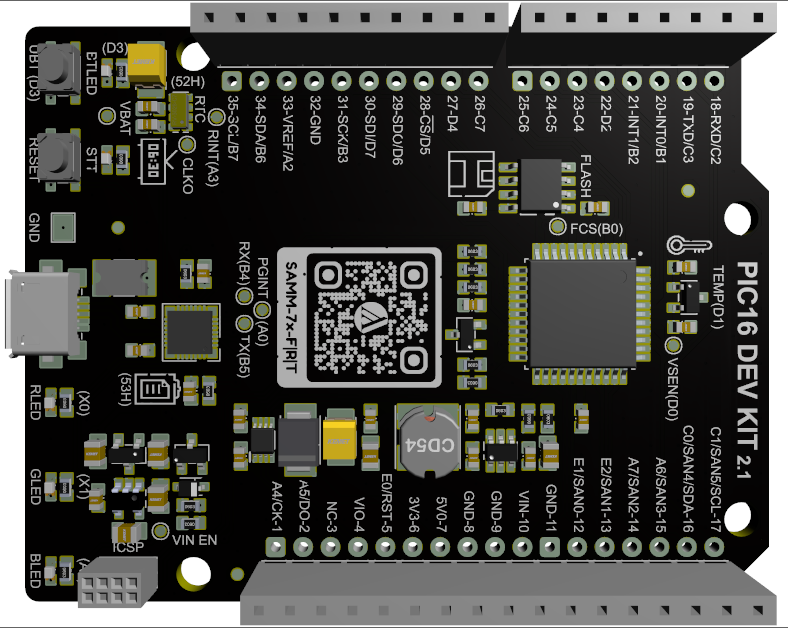 35-SCL/B7
34-SDA/B6
33-VREF/A2
32-GND
31-SCK/B3
30-SDI/D7
29-SDO/D6
28-CS/D5
27-D4
26-C7
25-C6
24-C5
23-C4
22-D2
21-INT1/B2
20-INT0/B1
19-TXD/C3
18-RXD/C2
UBT (D3)
BTLED
(D3)
(52H)
VBAT
RTC
RINT(A3)
RESET
STT
16:30
CLKO
FLASH
FCS(B0)
GND
RX(B4)
PGINT
(A0)
TX(B5)
SAMM-7x-F|R|T
TEMP(D1)
VSEN(D0)
PIC16 DEV KIT 2.1
(53H)
RLED
(X0)
GLED
(X1)
BLED
ICSP
VIN EN
CD54
A4/CK-1
A5/DO-2
NC-3
VIO-4
E0/RST-5
3V3-6
5V0-7
GND-8
GND-9
VIN-10
GND-11
E1/SAN0-12
E2/SAN1-13
A7/SAN2-14
A6/SAN3-15
C0/SAN4/SDA-16
C1/SAN5/SCL-17